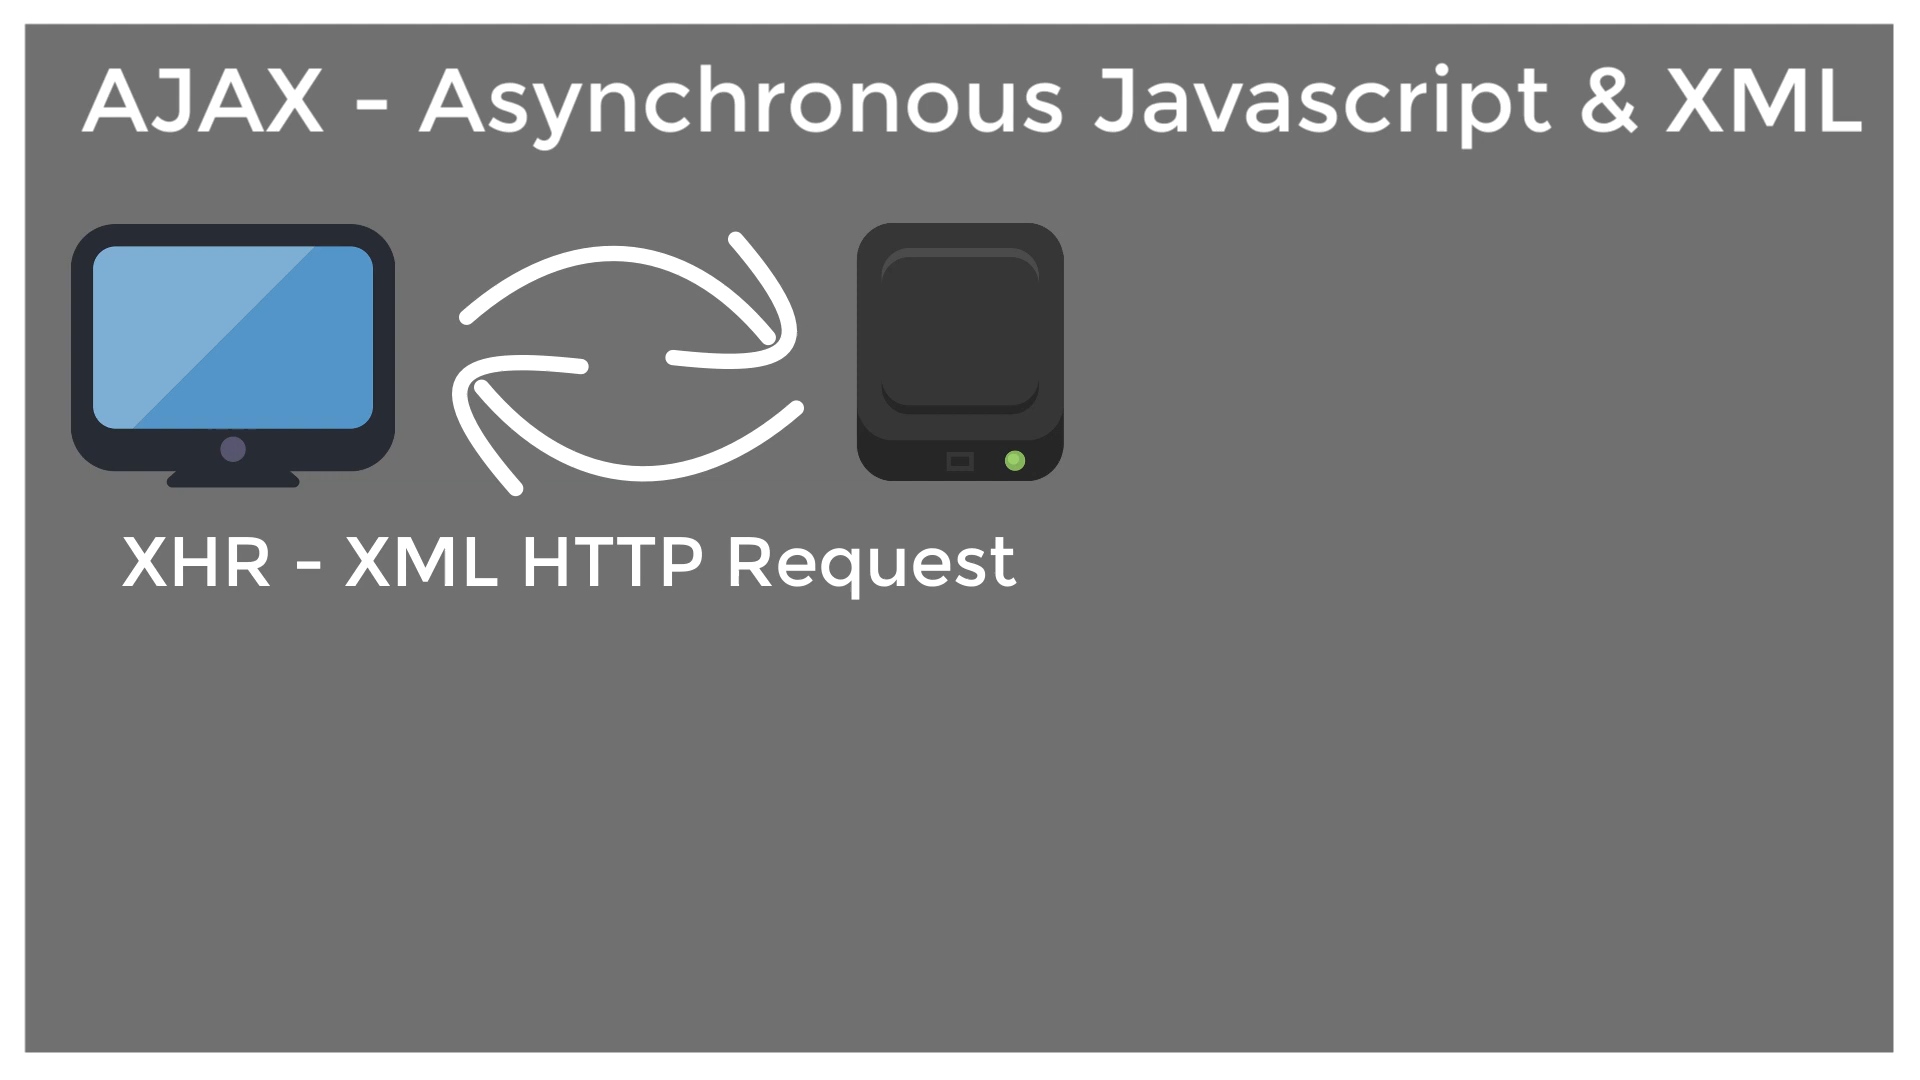 AJAX - Asynchronous Javascript & XML
XHR - XML HTTP Request